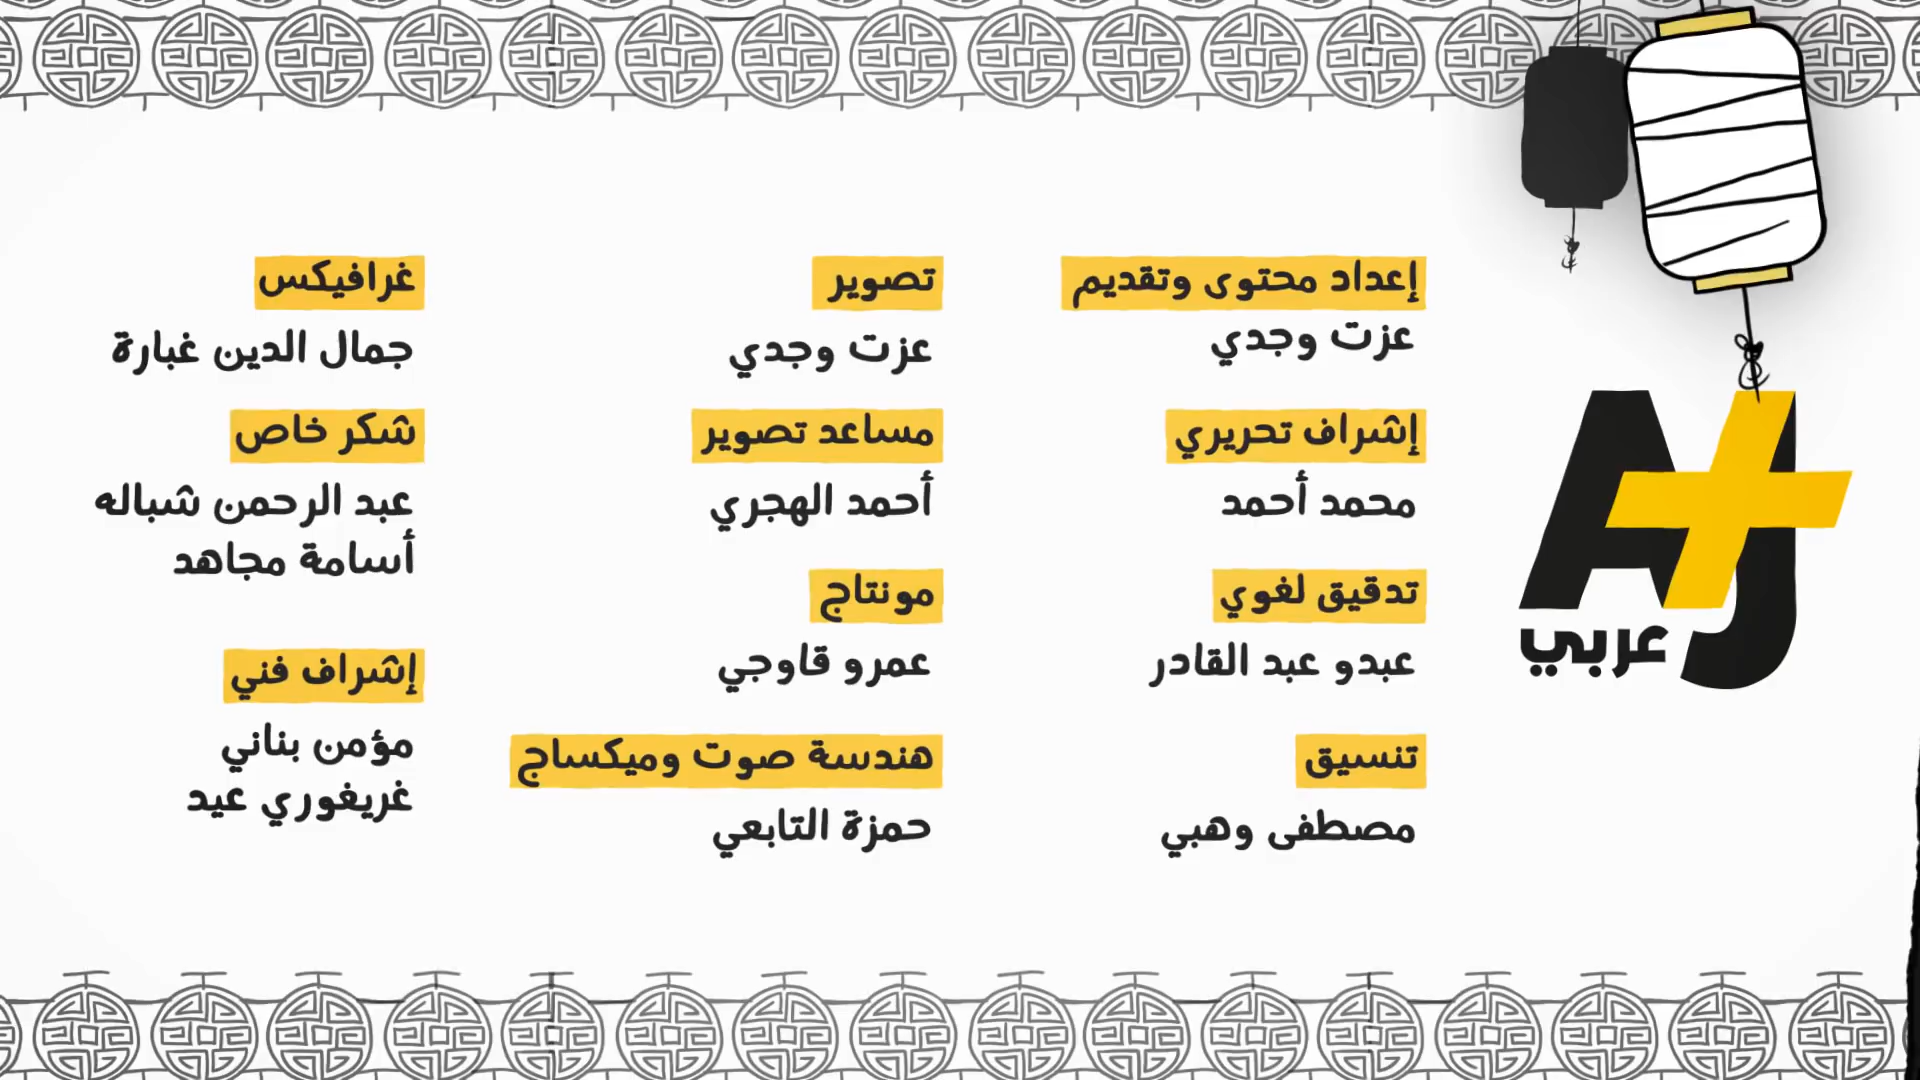 إعداد محتوى وتقديم
عزت وجدي
إشراف تحريري
محمد أحمد
تدقيق لغوي
عبدو عبد القادر
تنسيق
مصطفى وهبي
تصوير
عزت وجدي
مساعد تصوير
أحمد الهجري
مونتاج
عمرو قاوجي
هندسة صوت وميكساج
حمزة التابعي
غرافيكس
جمال الدين غبارة
شكر خاص
عبد الرحمن شباله
أسامة مجاهد
إشراف فني
مؤمن بناني
غريغوري عيد
AJ+
عربي